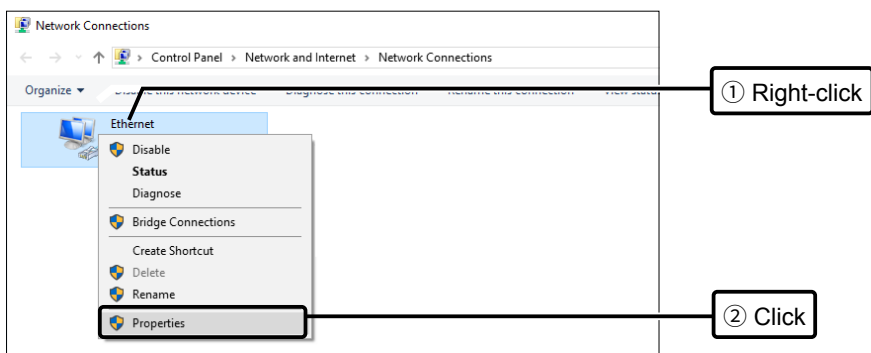 Network Connections
Control Panel > Network and Internet > Network Connections
Organize
① Right-click
Ethernet
Disable
Status
Diagnose
Bridge Connections
Create Shortcut
Delete
Rename
Properties
② Click